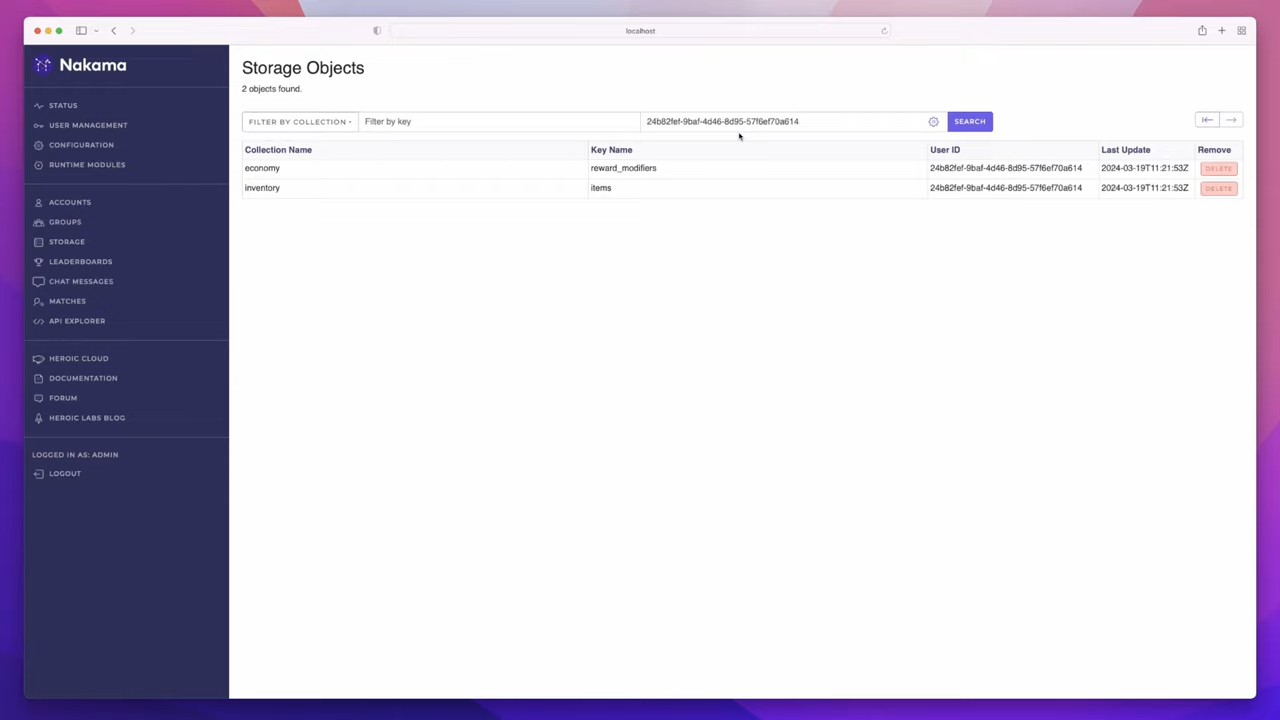 localhost
Nakama
STATUS
USER MANAGEMENT
CONFIGURATION
RUNTIME MODULES
ACCOUNTS
GROUPS
STORAGE
LEADERBOARDS
CHAT MESSAGES
MATCHES
API EXPLORER
HEROIC CLOUD
DOCUMENTATION
FORUM
HEROIC LABS BLOG
LOGGED IN AS: ADMIN
LOGOUT
Storage Objects
2 objects found.
FILTER BY COLLECTION Filter by key 24b82fef-9baf-4d46-8d95-57f6ef70a614 SEARCH
Collection Name Key Name User ID Last Update Remove
economy reward_modifiers 24b82fef-9baf-4d46-8d95-57f6ef70a614 2024-03-19T11:21:53Z DELETE
inventory items 24b82fef-9baf-4d46-8d95-57f6ef70a614 2024-03-19T11:21:53Z DELETE